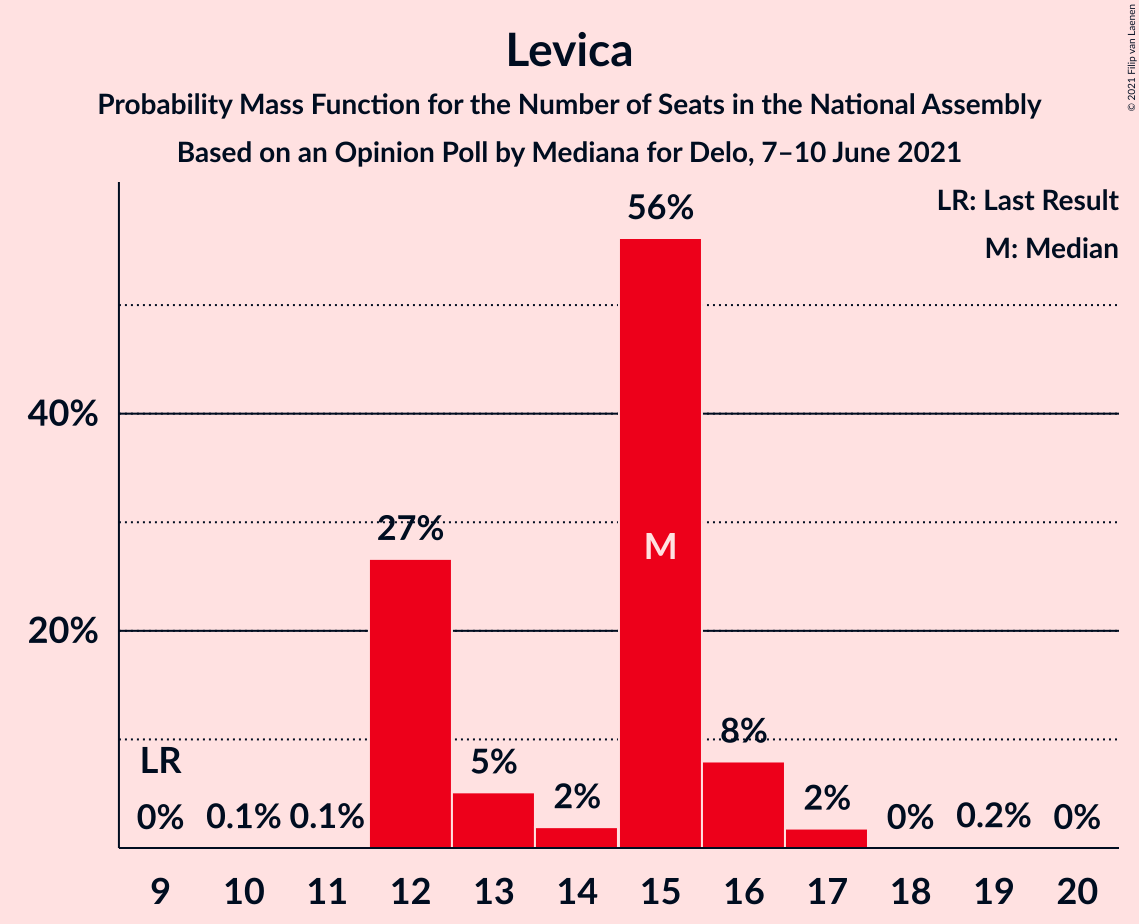 Levica
Probability Mass Function for the Number of Seats in the National Assembly
Based on an Opinion Poll by Mediana for Delo, 7–10 June 2021
© 2021 Filip van Laenen
LR: Last Result
M: Median
56%
40%
27%
M
20%
8%
LR
5%
2%
2%
0% 0.1% 0.1% 0% 0.2% 0%
9 10 11 12 13 14 15 16 17 18 19 20